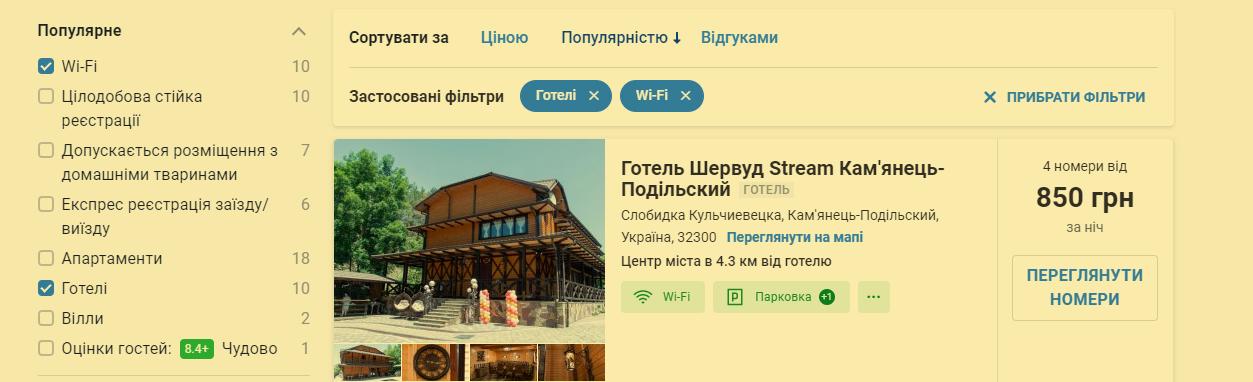 Популярне
Wi-Fi 10
Цілодобова стійка 10
реєстрації
Допускається розміщення з 7
домашніми тваринами
Експрес реєстрація заїзду/ 6
виїзду
Апартаменти 18
Готелі 10
Вілли 2
Оцінки гостей: 8.4+ Чудово 1
Сортувати за Ціною Популярністю Відгуками
Застосовані фільтри Готелі Wi-Fi ПРИБРАТИ ФІЛЬТРИ
Готель Шервуд Stream Кам'янець-
Подільский ГОТЕЛЬ
Слобидка Кульчиевецка, Кам'янець-Подільський,
Україна, 32300 Переглянути на мапі
Центр міста в 4.3 км від готелю
Wi-Fi Парковка +1 ...
4 номери від
850 грн
за ніч
ПЕРЕГЛЯНУТИ
НОМЕРИ